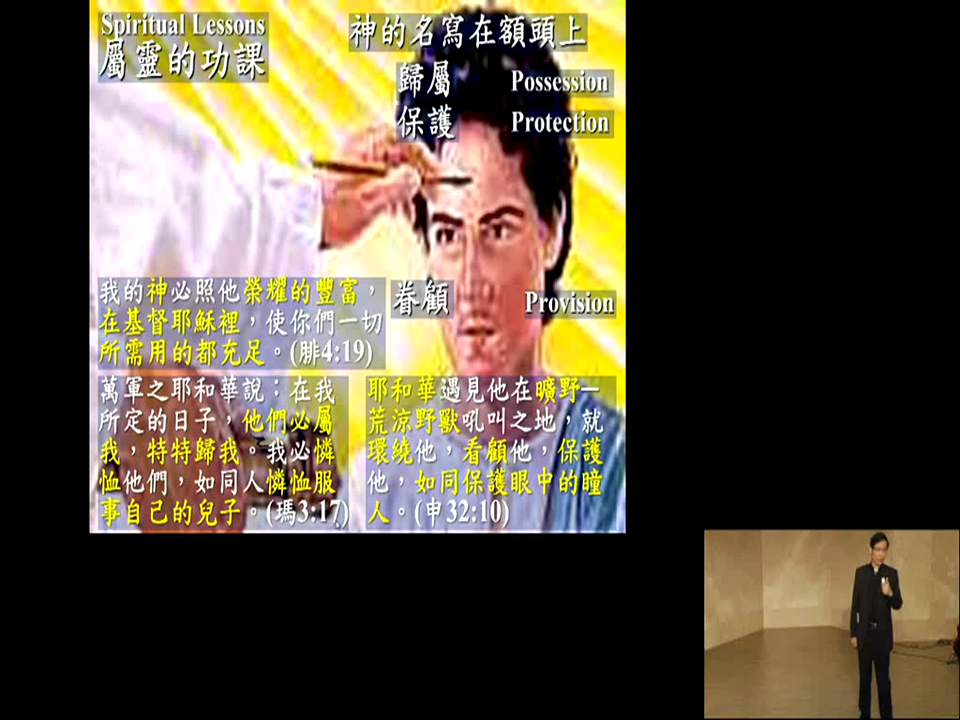 Spiritual Lessons
屬靈的功課
神的名寫在額頭上
歸屬 Possession
保護 Protection
眷顧 Provision
我的神必照他榮耀的豐富，
在基督耶穌裡，使你們一切
所需用的都充足。(腓4:19)
萬軍之耶和華說：在我
所定的日子，他們必屬
我，特特歸我。我必憐
恤他們，如同人憐恤服
事自己的兒子。(瑪3:17)
耶和華遇見他在曠野—
荒涼野獸吼叫之地，就
環繞他，看顧他，保護
他，如同保護眼中的瞳
人。(申32:10)